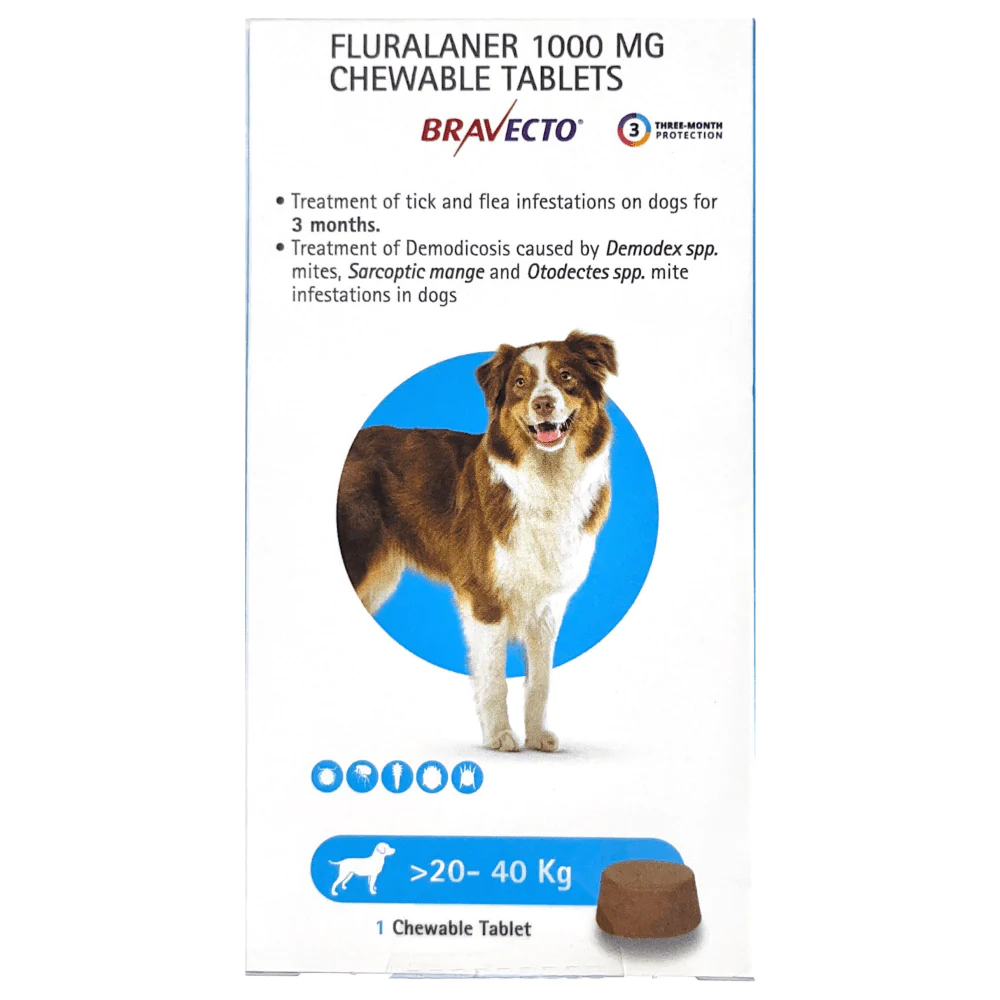 FLURALANER 1000 MG
CHEWABLE TABLETS
BRAVECTO®
3 THREE-MONTH
PROTECTION
• Treatment of tick and flea infestations on dogs for
3 months.
• Treatment of Demodicosis caused by Demodex spp.
mites, Sarcoptic mange and Otodectes spp. mite
infestations in dogs
>20- 40 Kg
1 Chewable Tablet